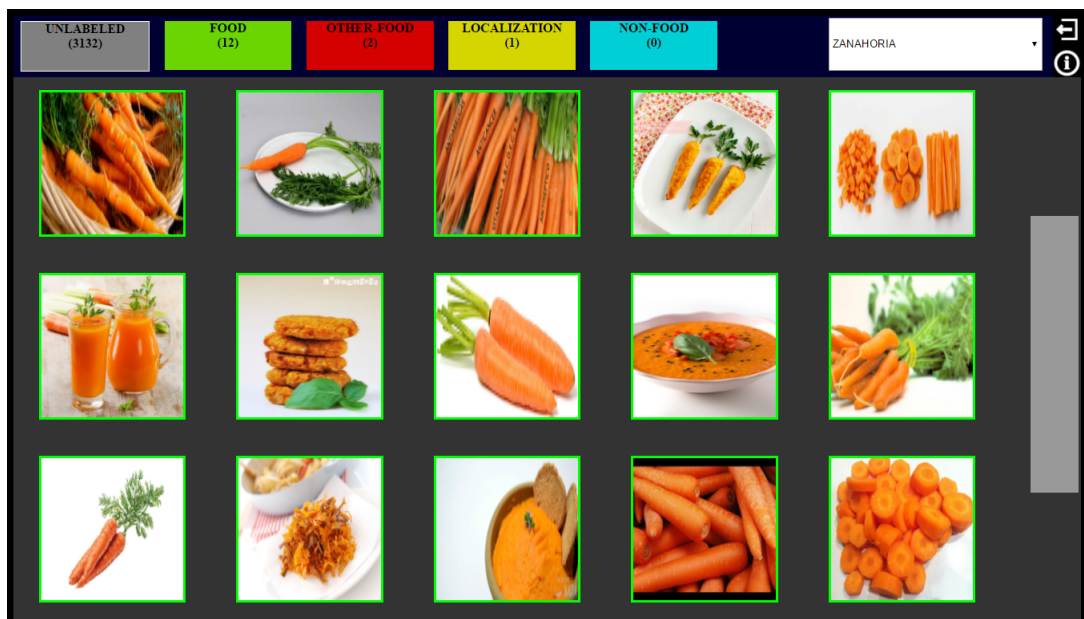 UNLABELED
(3132)
FOOD
(12)
OTHER-FOOD
(2)
LOCALIZATION
(1)
NON-FOOD
(0)
ZANAHORIA